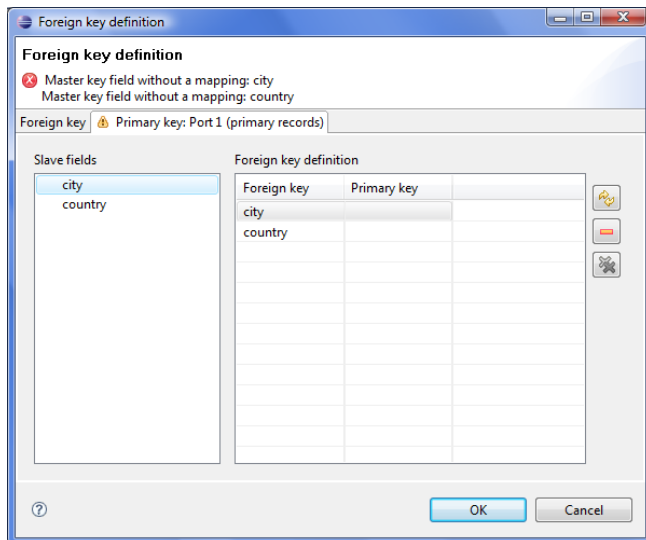 Foreign key definition
Foreign key definition
Master key field without a mapping: city
Master key field without a mapping: country
Foreign key Primary key: Port 1 (primary records)
Slave fields Foreign key definition
city
country
Foreign key Primary key
city
country
?
OK Cancel